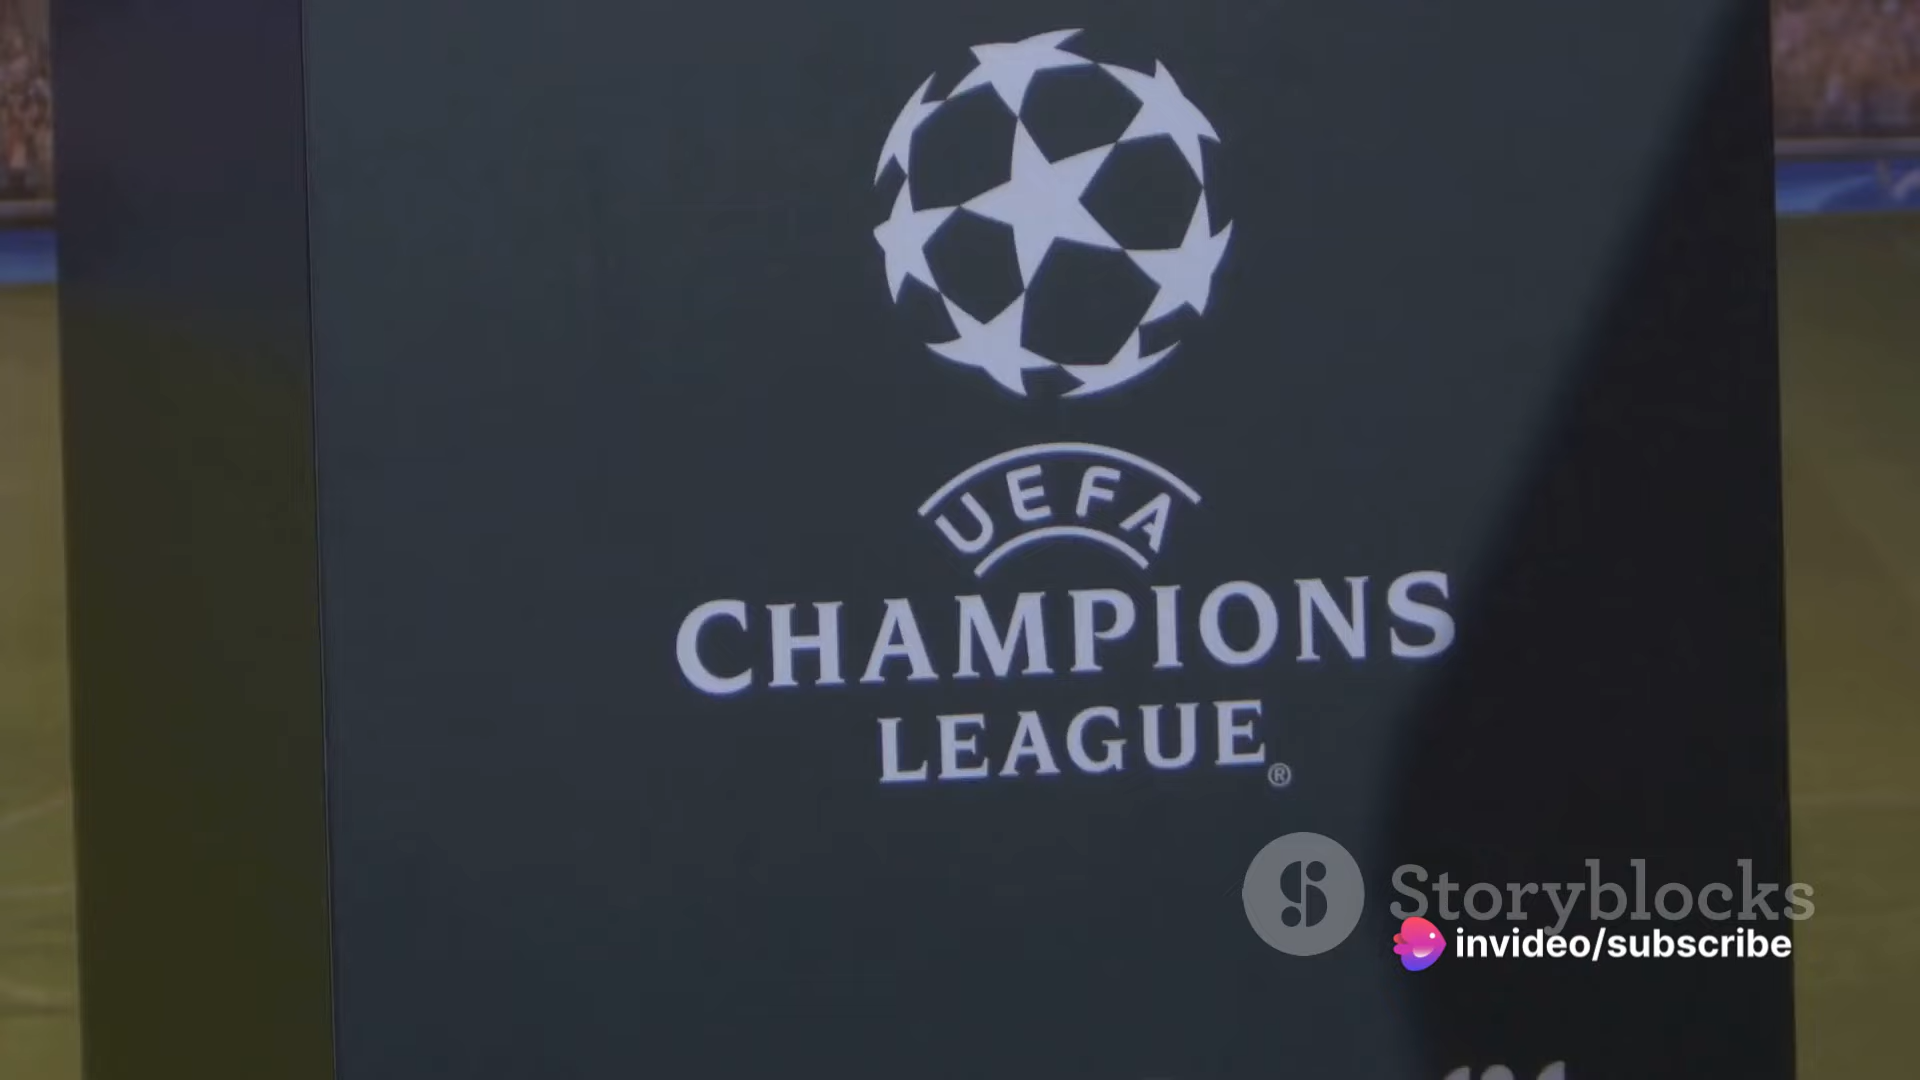 UEFA
CHAMPIONS
LEAGUE®
Storyblocks
invideo/subscribe